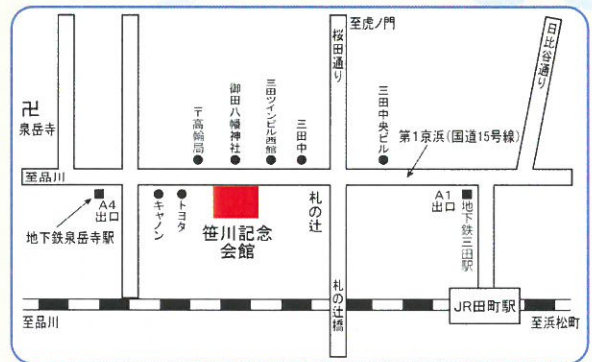 至虎ノ門
桜田通り
日比谷通り
卍
泉岳寺
〒高輪局
御田八幡神社
三田ツインビル西館
三田中
三田中央ビル
第1京浜(国道15号線)
至品川
A4
出口
地下鉄泉岳寺駅
キャノン
トヨタ
笹川記念
会館
札の辻
A1
出口
地下鉄三田駅
札の辻橋
JR田町駅
至品川
至浜松町